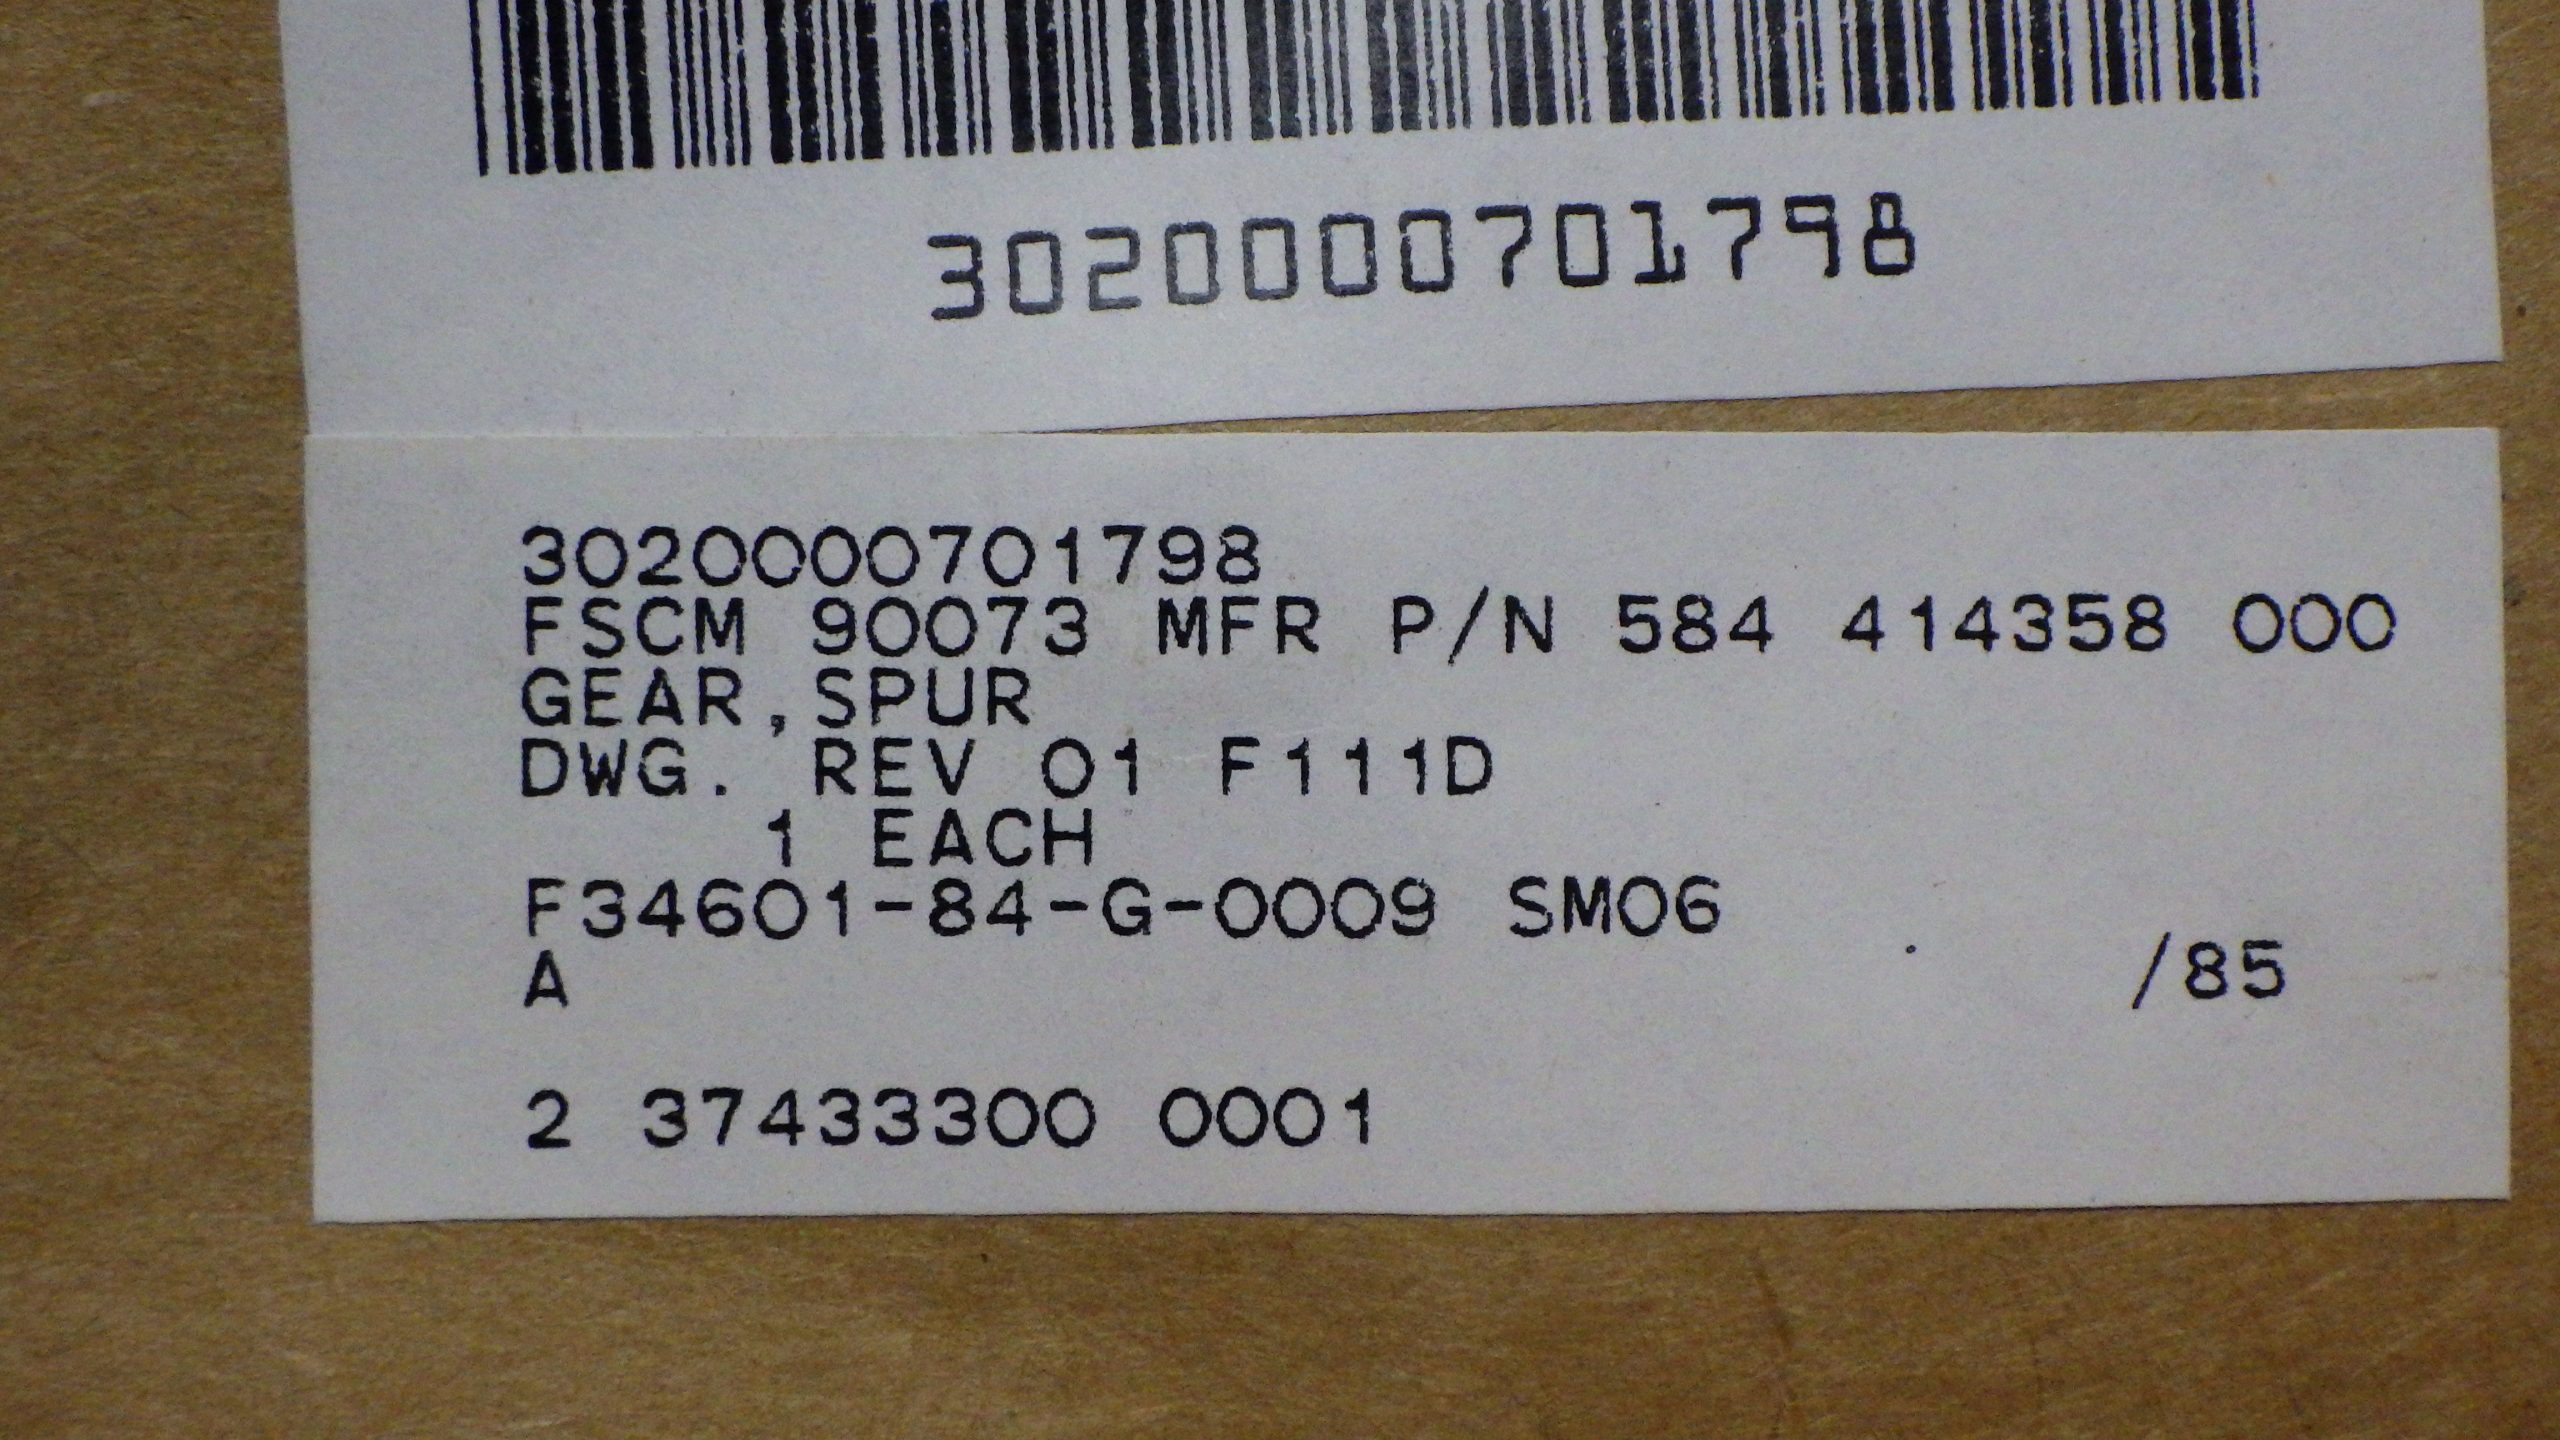 3020000701798
3020000701798
FSCM 90073 MFR P/N 584 414358 000
GEAR,SPUR
DWG. REV 01 F111D
1 EACH
F34601-84-G-0009 SM06
A /85
2 37433300 0001